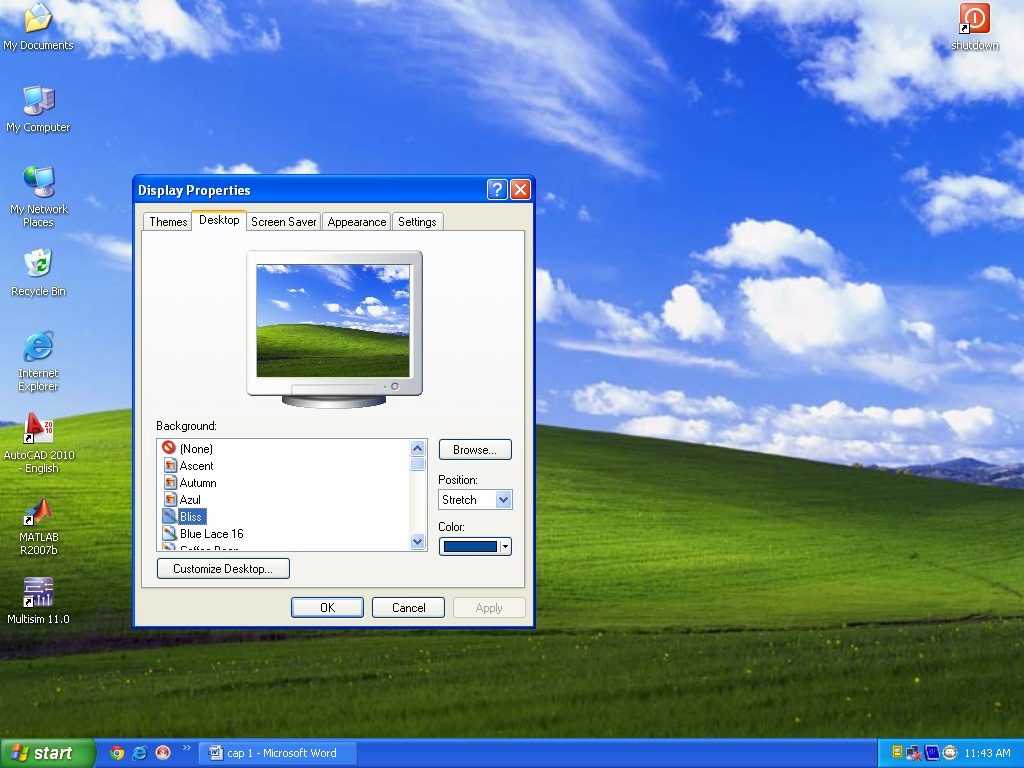 My Documents
My Computer
My Network
Places
Recycle Bin
Internet
Explorer
AutoCAD 2010
- English
MATLAB
R2007b
Multisim 11.0
shutdown
Display Properties
Themes
Desktop
Screen Saver
Appearance
Settings
Background:
(None)
Ascent
Autumn
Azul
Bliss
Blue Lace 16
Browse...
Position:
Stretch
Color:
Customize Desktop...
OK
Cancel
Apply
start
cap 1 - Microsoft Word
11:43 AM